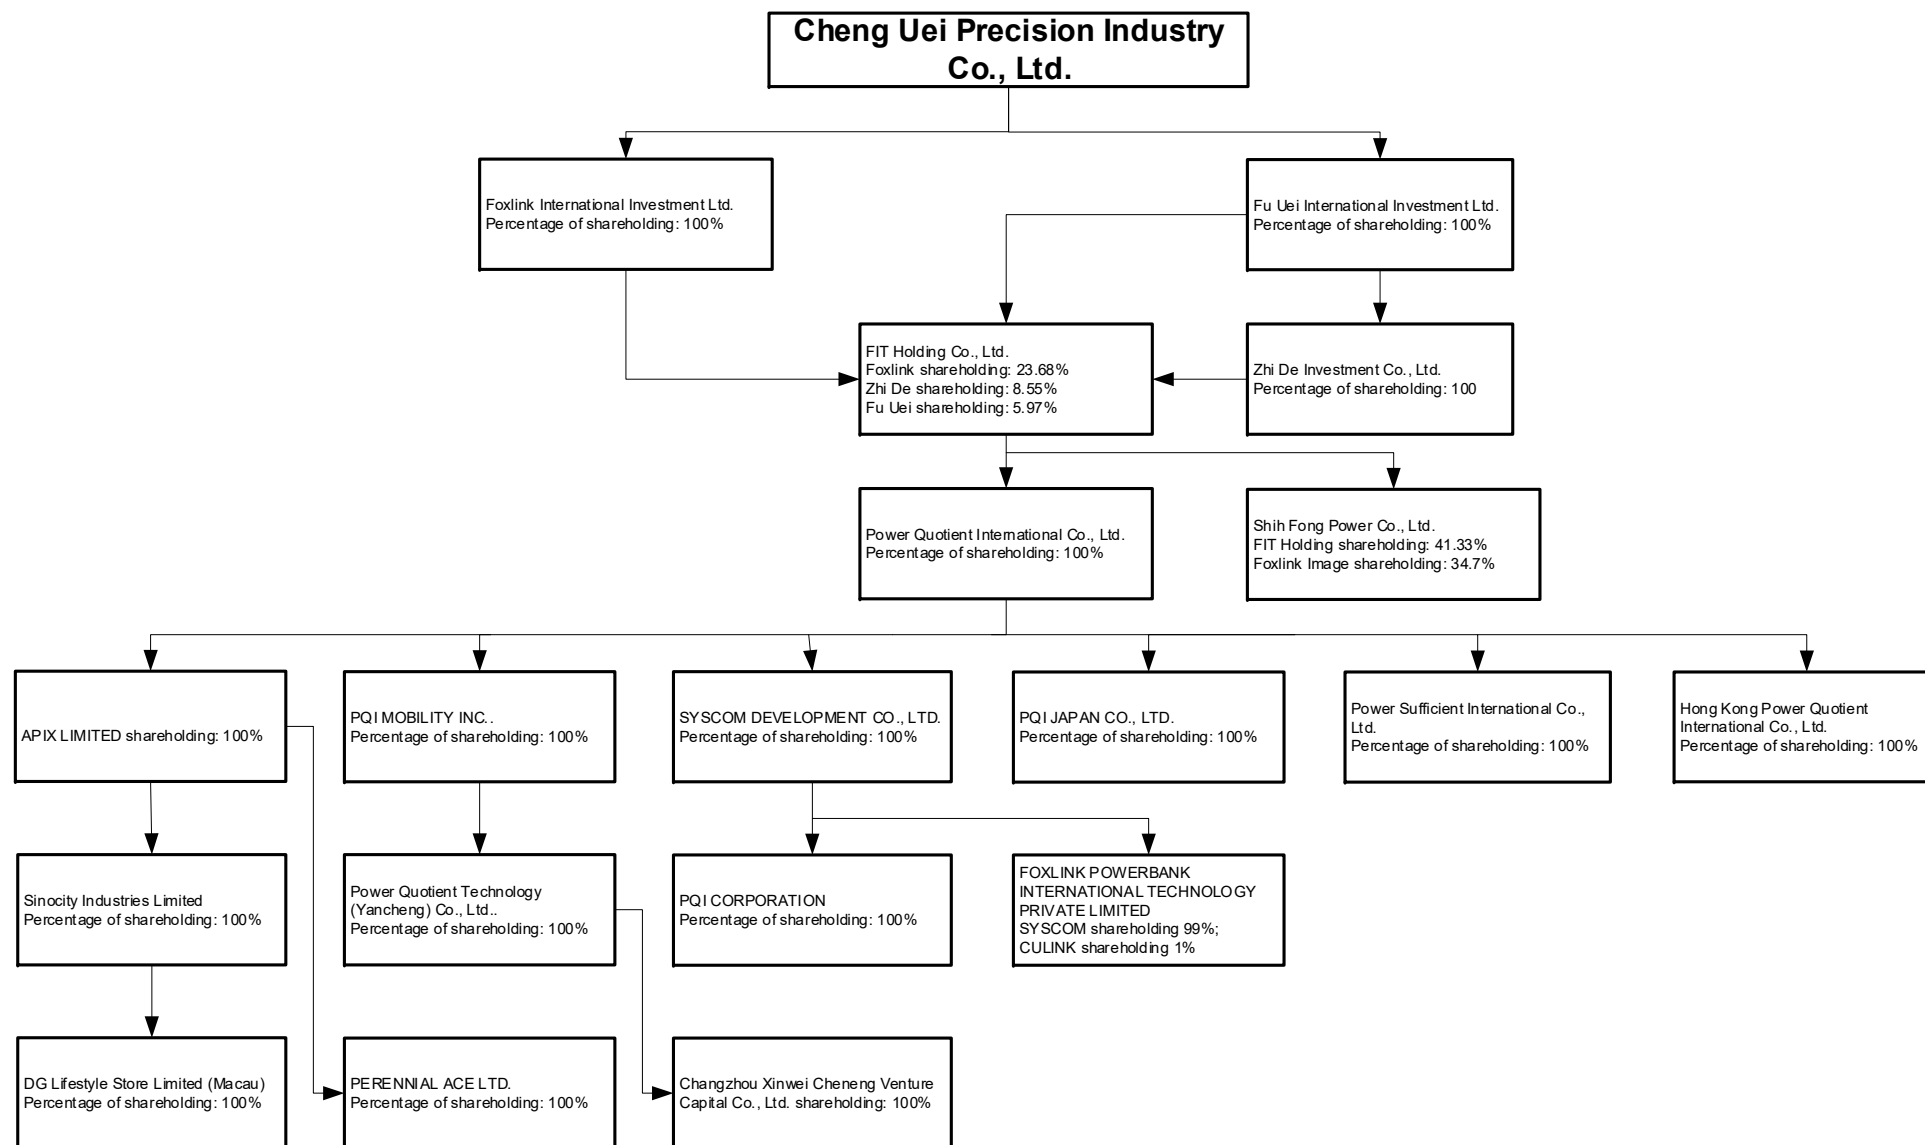 Cheng Uei Precision Industry
Co., Ltd.
Foxlink International Investment Ltd.
Percentage of shareholding: 100%
Fu Uei International Investment Ltd.
Percentage of shareholding: 100%
FIT Holding Co., Ltd.
Foxlink shareholding: 23.68%
Zhi De shareholding: 8.55%
Fu Uei shareholding: 5.97%
Zhi De Investment Co., Ltd.
Percentage of shareholding: 100
Power Quotient International Co., Ltd.
Percentage of shareholding: 100%
Shih Fong Power Co., Ltd.
FIT Holding shareholding: 41.33%
Foxlink Image shareholding: 34.7%
APIX LIMITED shareholding: 100%
PQI MOBILITY INC..
Percentage of shareholding: 100%
SYSCOM DEVELOPMENT CO., LTD.
Percentage of shareholding: 100%
PQI JAPAN CO., LTD.
Percentage of shareholding: 100%
Power Sufficient International Co.,
Ltd.
Percentage of shareholding: 100%
Hong Kong Power Quotient
International Co., Ltd.
Percentage of shareholding: 100%
Sinocity Industries Limited
Percentage of shareholding: 100%
Power Quotient Technology
(Yancheng) Co., Ltd..
Percentage of shareholding: 100%
PQI CORPORATION
Percentage of shareholding: 100%
FOXLINK POWERBANK
INTERNATIONAL TECHNOLOGY
PRIVATE LIMITED
SYSCOM shareholding 99%;
CULINK shareholding 1%
DG Lifestyle Store Limited (Macau)
Percentage of shareholding: 100%
PERENNIAL ACE LTD.
Percentage of shareholding: 100%
Changzhou Xinwei Cheneng Venture
Capital Co., Ltd. shareholding: 100%